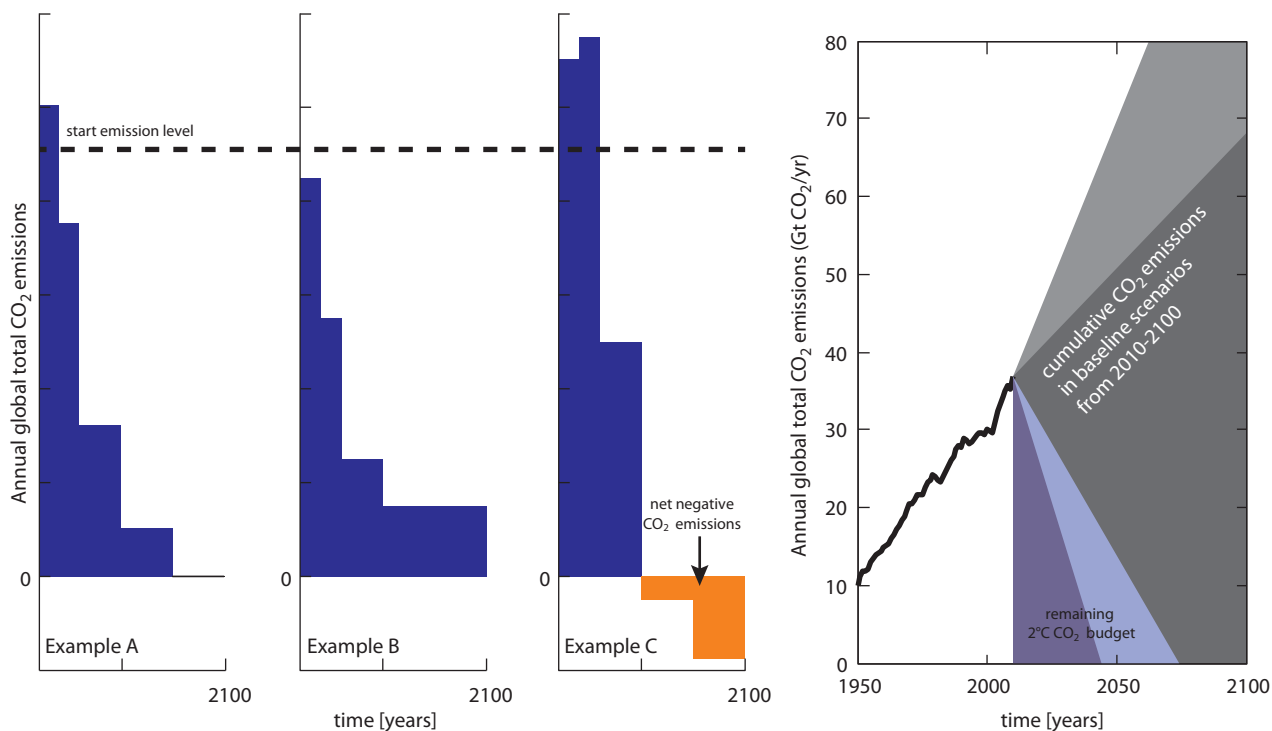 Annual global total CO₂ emissions
start emission level
0
Example A
2100
0
Example B
2100
time [years]
0
net negative
CO₂ emissions
Example C
2100
Annual global total CO₂ emissions (Gt CO₂/yr)
80
70
60
50
40
30
20
10
0
cumulative CO₂ emissions
in baseline scenarios
from 2010-2100
remaining
2°C CO₂ budget
1950
2000
2050
2100
time [years]